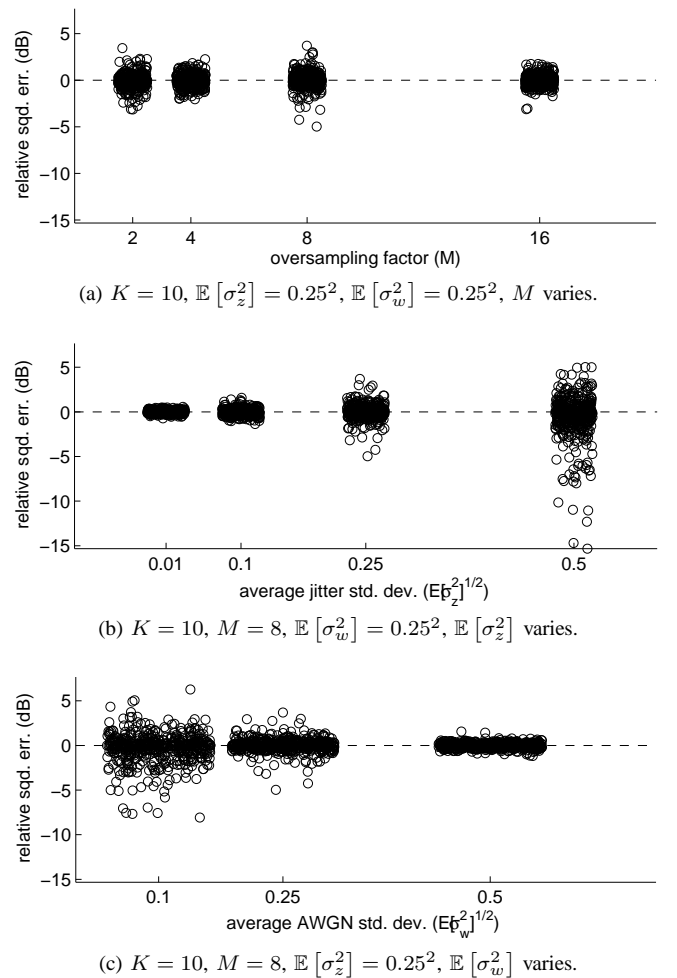 relative sqd. err. (dB)
5
0
−5
−10
−15
2 4 8 16
oversampling factor (M)
(a) K = 10, 𝔼 [σ_z^2] = 0.25^2, 𝔼 [σ_w^2] = 0.25^2, M varies.
relative sqd. err. (dB)
5
0
−5
−10
−15
0.01 0.1 0.25 0.5
average jitter std. dev. (E[σ_z^2]^{1/2})
(b) K = 10, M = 8, 𝔼 [σ_w^2] = 0.25^2, 𝔼 [σ_z^2] varies.
relative sqd. err. (dB)
5
0
−5
−10
−15
0.1 0.25 0.5
average AWGN std. dev. (E[σ_w^2]^{1/2})
(c) K = 10, M = 8, 𝔼 [σ_z^2] = 0.25^2, 𝔼 [σ_w^2] varies.